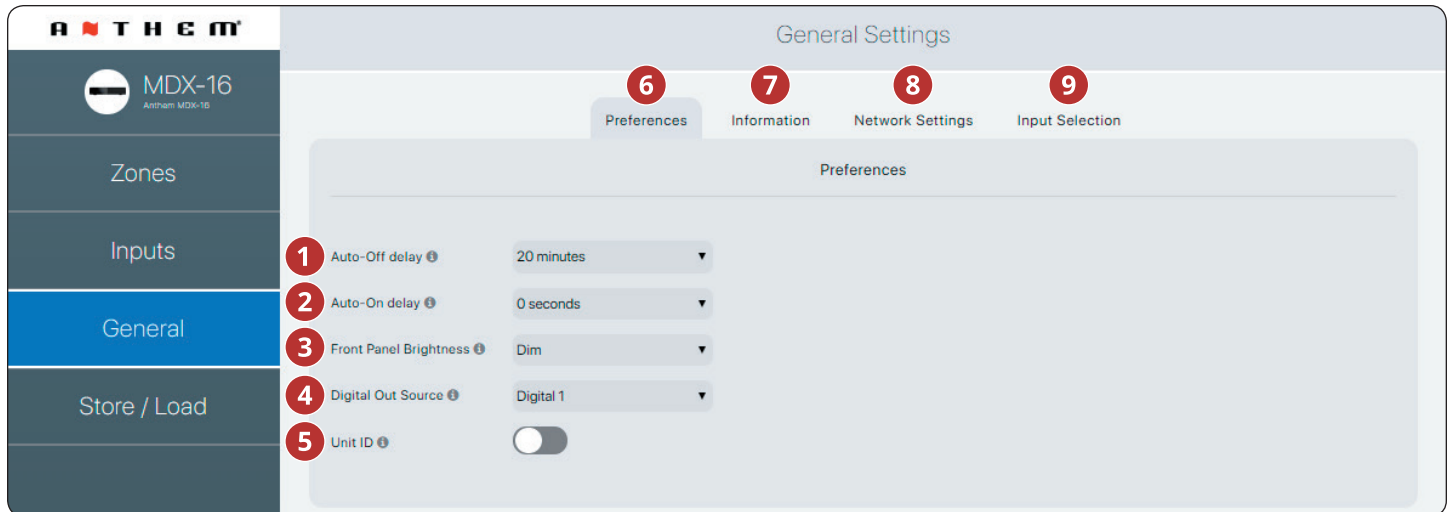 ANTHEM
General Settings
MDX-16
Anthem MDX-16
6 7 8 9
Preferences Information Network Settings Input Selection
Zones
Preferences
Inputs
1 Auto-Off delay 20 minutes
2 Auto-On delay 0 seconds
General
3 Front Panel Brightness Dim
4 Digital Out Source Digital 1
Store / Load
5 Unit ID